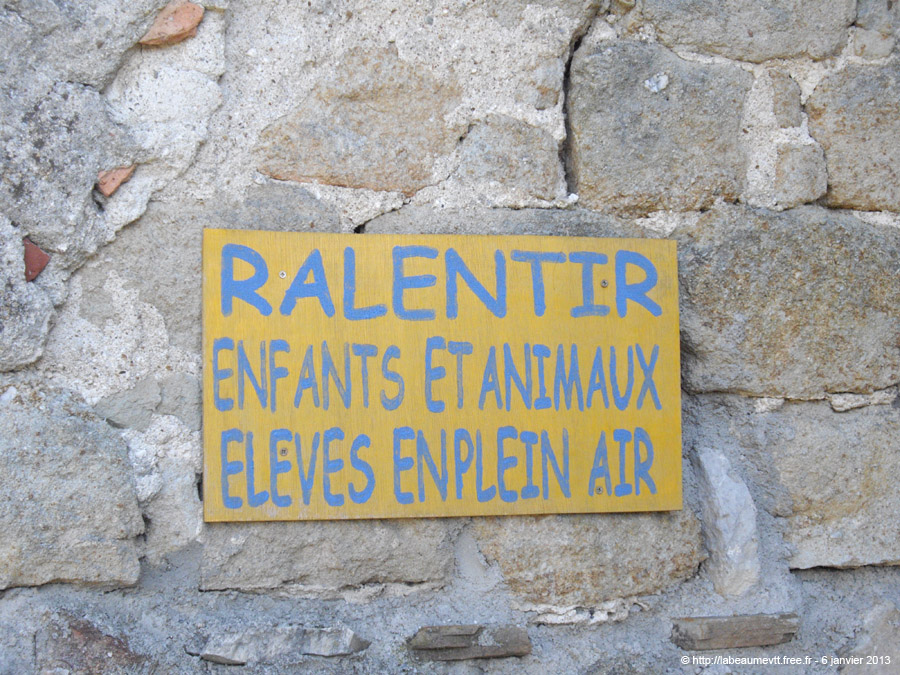 RALENTIR
ENFANTS ET ANIMAUX
ELEVES EN PLEIN AIR
© http://labeaumevtt.free.fr - 6 janvier 2013